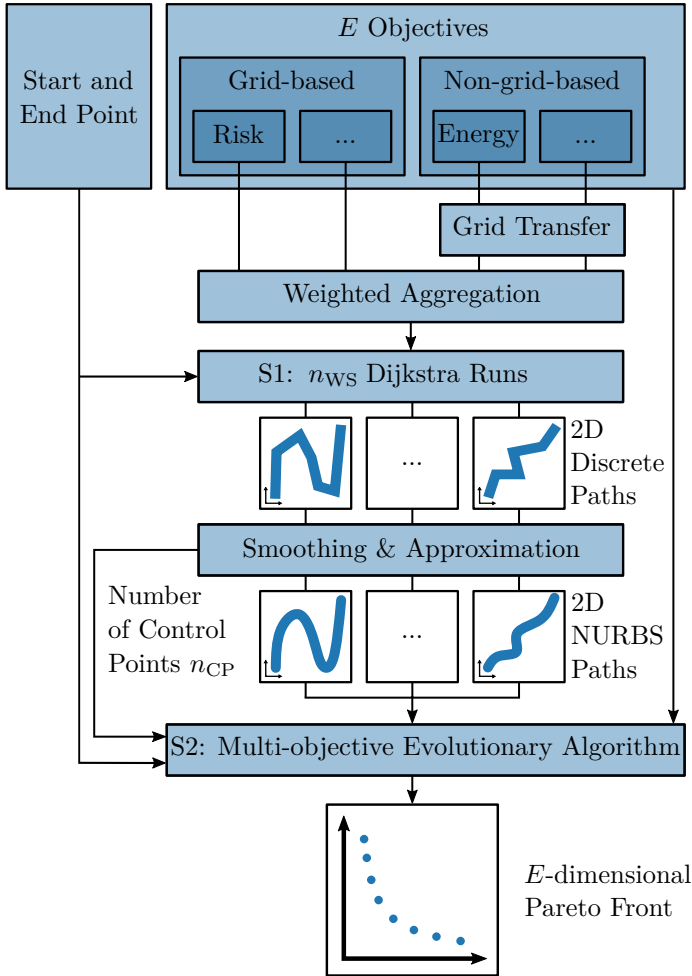 Start and
End Point
E Objectives
Grid-based
Risk
...
Non-grid-based
Energy
...
Grid Transfer
Weighted Aggregation
S1: n_WS Dijkstra Runs
...
2D
Discrete
Paths
Smoothing & Approximation
Number
of Control
Points n_CP
...
2D
NURBS
Paths
S2: Multi-objective Evolutionary Algorithm
E-dimensional
Pareto Front